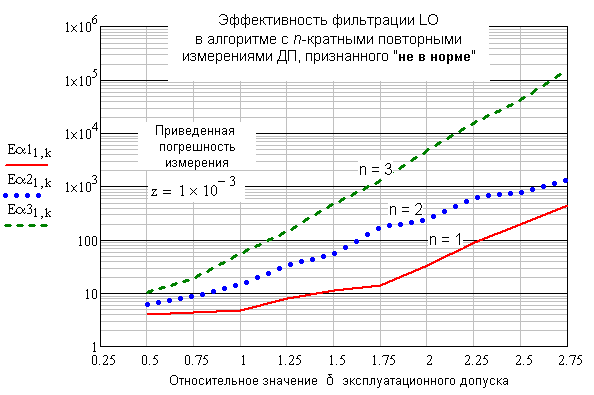 Эффективность фильтрации LO
в алгоритме с n-кратными повторными
измерениями ДП, признанного "не в норме"
1×10⁶
1×10⁵
1×10⁴
1×10³
100
10
1
Приведенная
погрешность
измерения
z = 1×10⁻³
Eα1₁,k
Eα2₁,k
Eα3₁,k
n = 3
n = 2
n = 1
0.25 0.5 0.75 1 1.25 1.5 1.75 2 2.25 2.5 2.75
Относительное значение δ эксплуатационного допуска